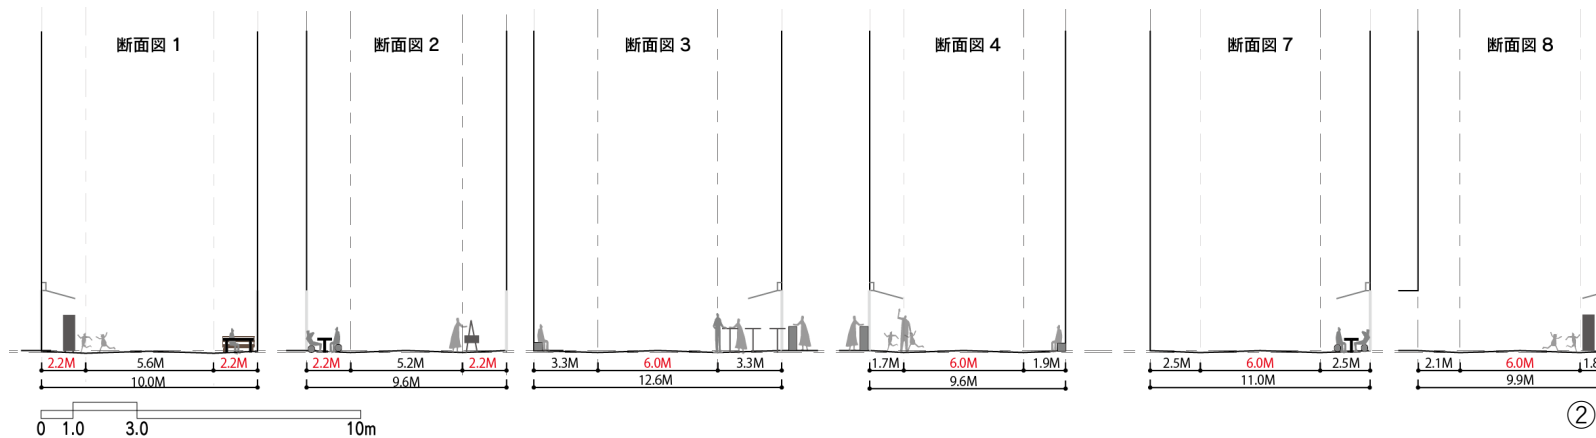 断面図 1
断面図 2
断面図 3
断面図 4
断面図 7
断面図 8
2.2M 5.6M 2.2M
10.0M
2.2M 5.2M 2.2M
9.6M
3.3M 6.0M 3.3M
12.6M
1.7M 6.0M 1.9M
9.6M
2.5M 6.0M 2.5M
11.0M
2.1M 6.0M 1.8
9.9M
0 1.0 3.0 10m
②